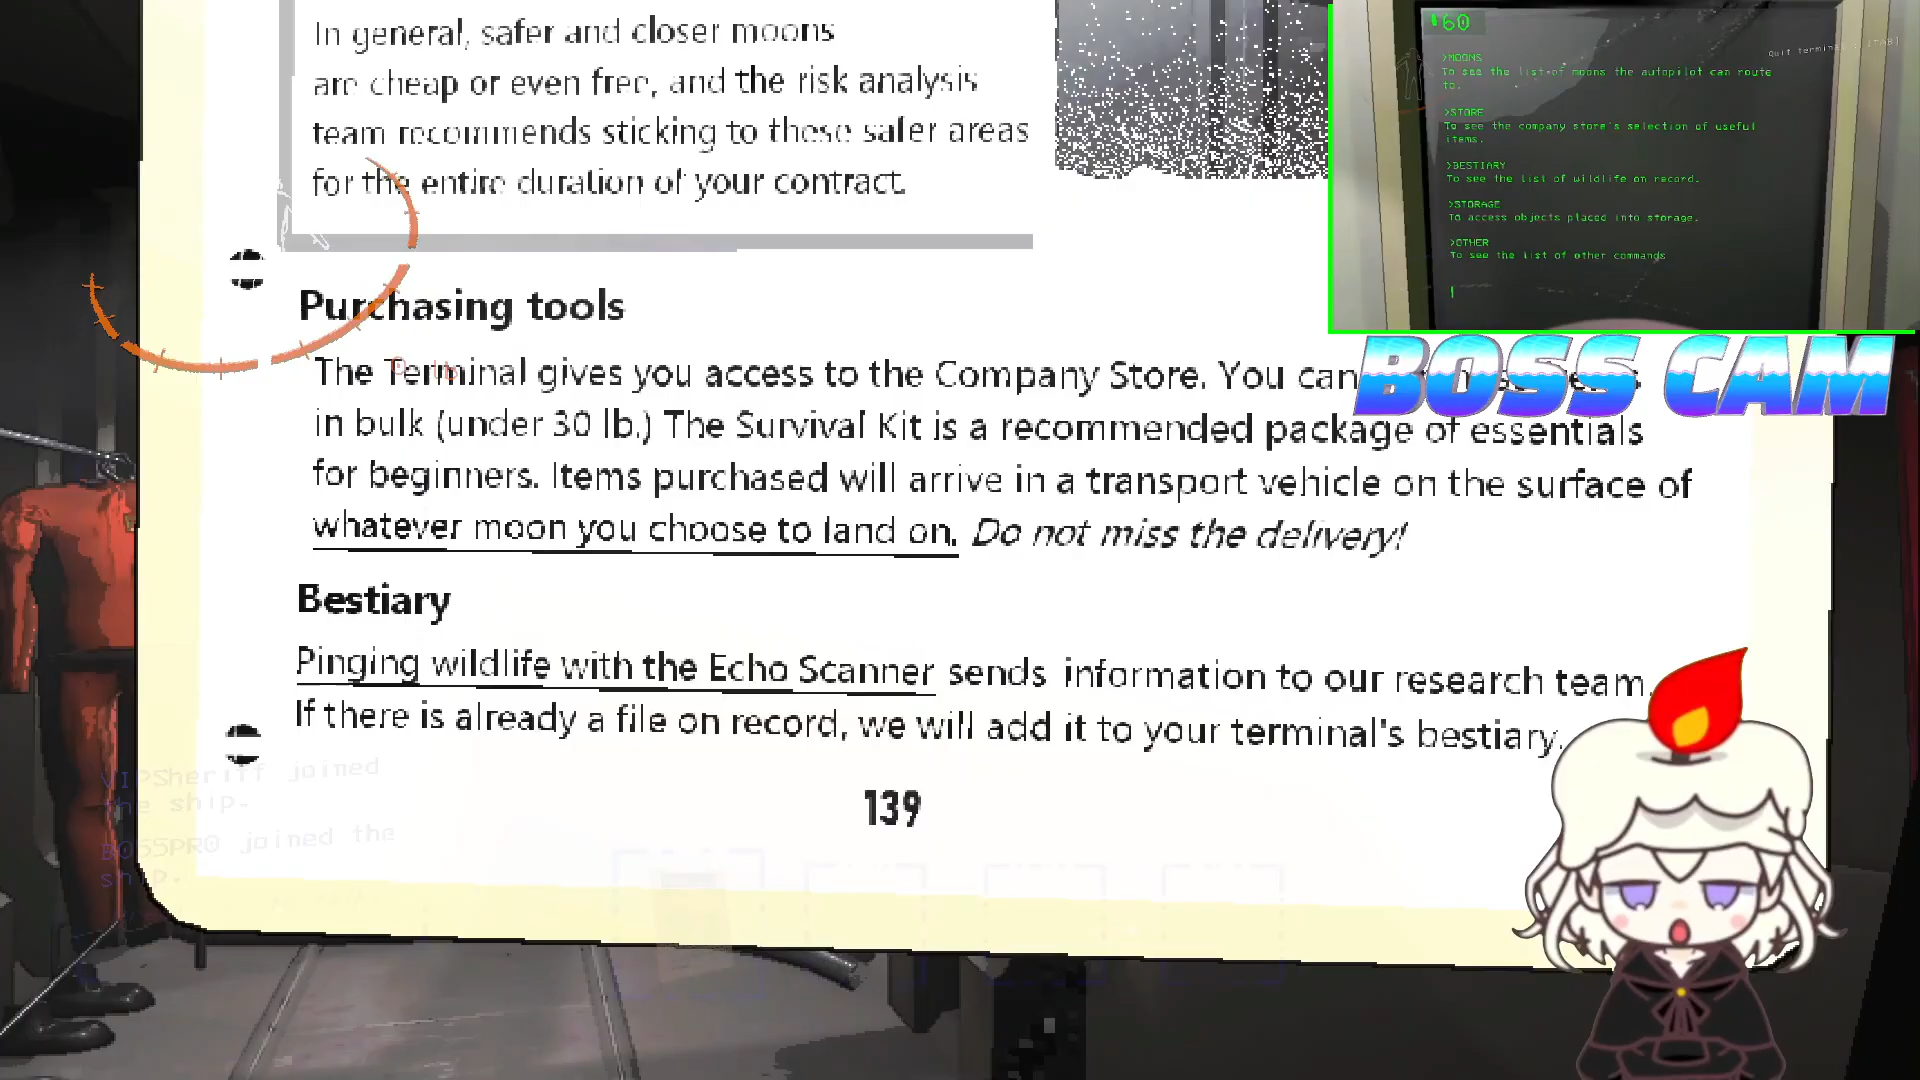 In general, safer and closer moons
are cheap or even free, and the risk analysis
team recommends sticking to these safer areas
for the entire duration of your contract.
Purchasing tools
The Terminal gives you access to the Company Store. You can
in bulk (under 30 lb.) The Survival Kit is a recommended package of essentials
for beginners. Items purchased will arrive in a transport vehicle on the surface of
whatever moon you choose to land on. Do not miss the delivery!
Bestiary
Pinging wildlife with the Echo Scanner sends information to our research team.
If there is already a file on record, we will add it to your terminal's bestiary.
139
0 lb
VIPSheriff joined
the ship.
B055PR0 joined the
ship.
60
Quit terminal : [TAB]
>MOONS
To see the list of moons the autopilot can route
to.
>STORE
To see the company store's selection of useful
items.
>BESTIARY
To see the list of wildlife on record.
>STORAGE
To access objects placed into storage.
>OTHER
To see the list of other commands
BOSS CAM